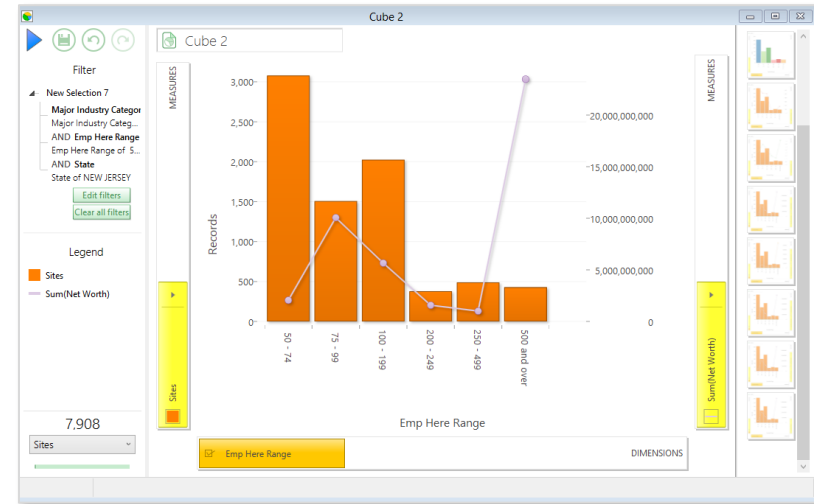 Cube 2
Cube 2
Filter
New Selection 7
Major Industry Categor
Major Industry Categ...
AND Emp Here Range
Emp Here Range of 5...
AND State
State of NEW JERSEY
Edit filters
Clear all filters
Legend
Sites
Sum(Net Worth)
7,908
Sites
MEASURES
Sites
Records
3,000
2,500
2,000
1,500
1,000
500
0
50 - 74
75 - 99
100 - 199
200 - 249
250 - 499
500 and over
20,000,000,000
15,000,000,000
10,000,000,000
5,000,000,000
0
Emp Here Range
MEASURES
Sum(Net Worth)
Emp Here Range
DIMENSIONS